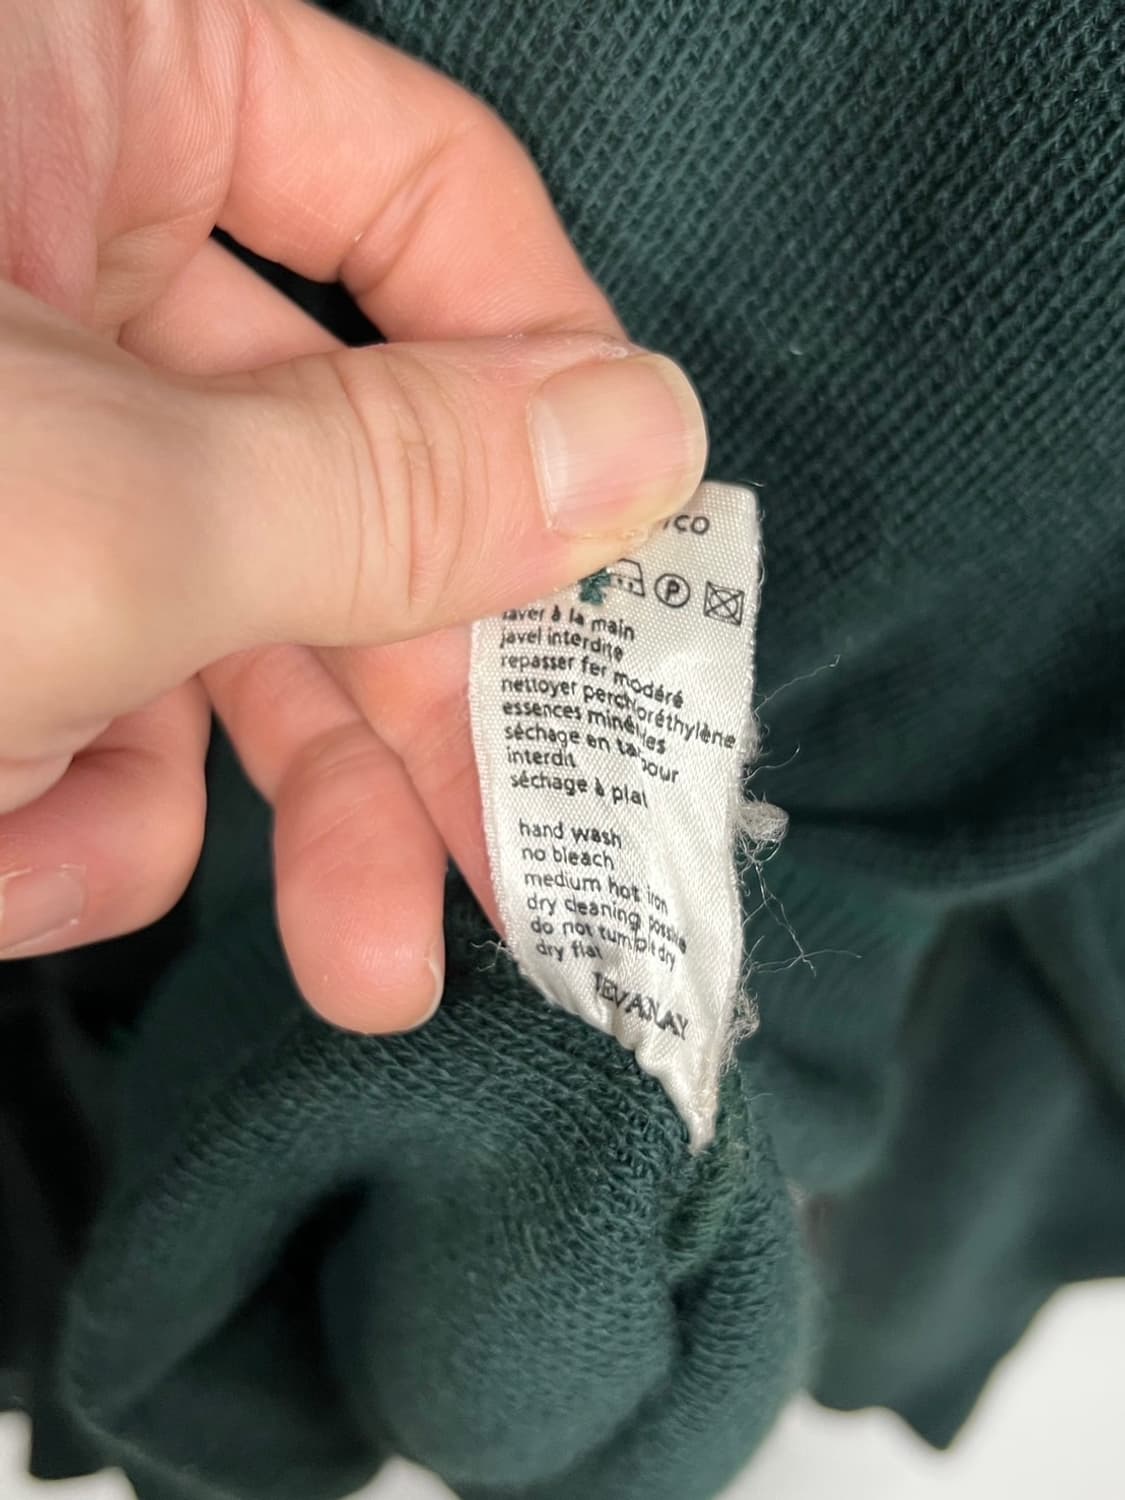 co
P
laver à la main
javel interdite
repasser fer modéré
nettoyer perchloréthylène
essences minérales
séchage en tambour
interdit
séchage à plat
hand wash
no bleach
medium hot iron
dry cleaning possible
do not tumble dry
dry flat